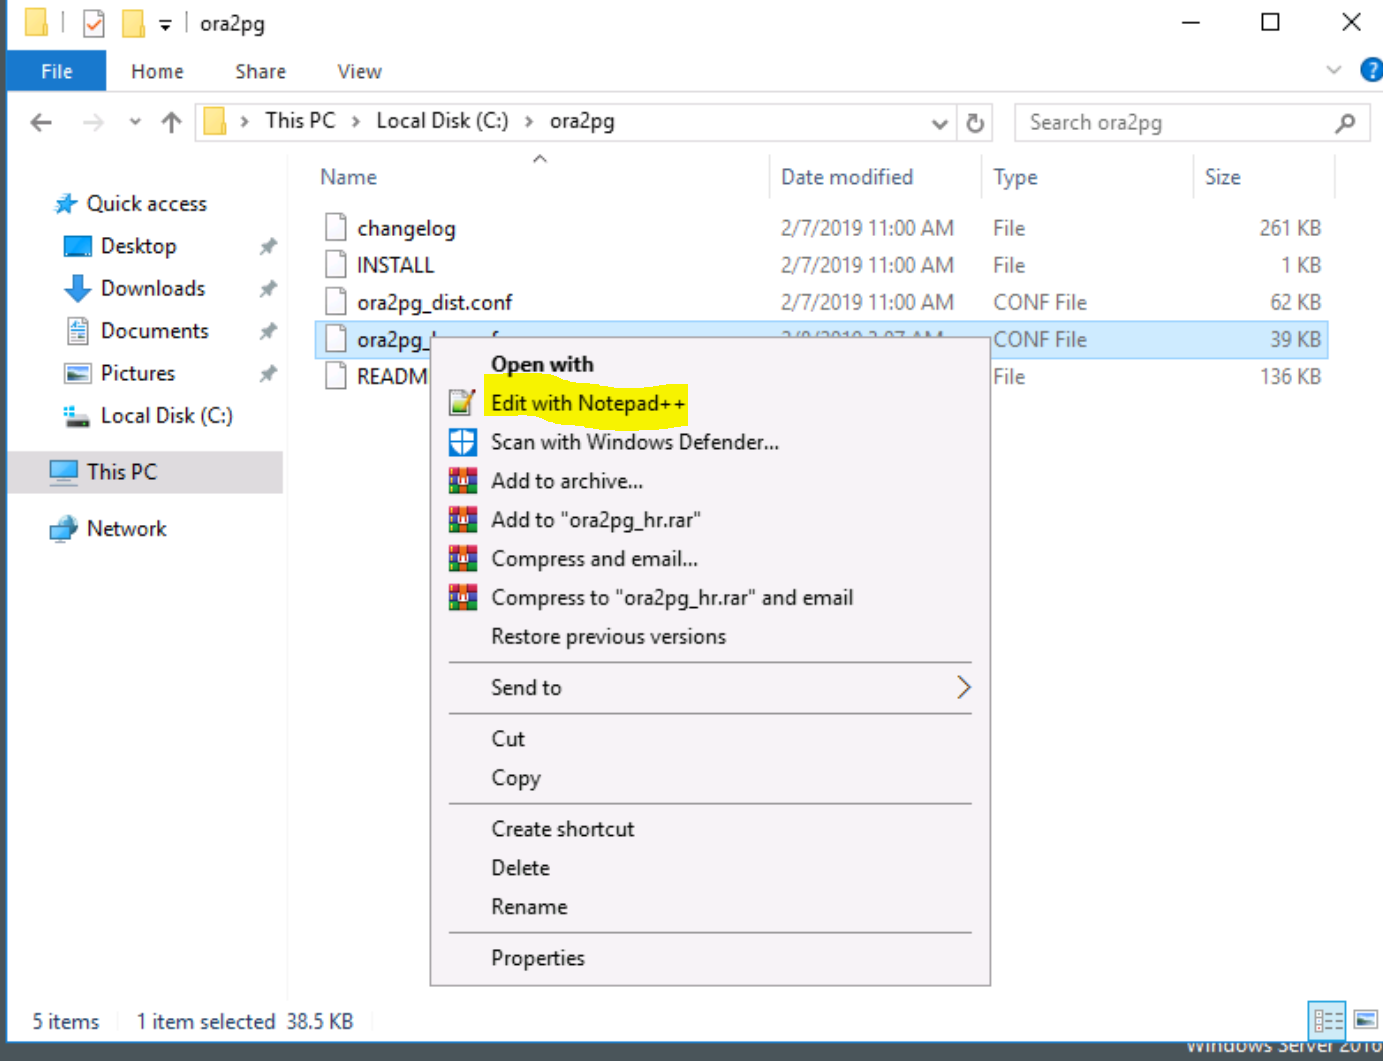 ora2pg
File Home Share View
?
This PC Local Disk (C:) ora2pg
Search ora2pg
Name Date modified Type Size
Quick access
Desktop
Downloads
Documents
Pictures
Local Disk (C:)
This PC
Network
changelog 2/7/2019 11:00 AM File 261 KB
INSTALL 2/7/2019 11:00 AM File 1 KB
ora2pg_dist.conf 2/7/2019 11:00 AM CONF File 62 KB
ora2pg_ CONF File 39 KB
READM File 136 KB
Open with
Edit with Notepad++
Scan with Windows Defender...
Add to archive...
Add to "ora2pg_hr.rar"
Compress and email...
Compress to "ora2pg_hr.rar" and email
Restore previous versions
Send to
Cut
Copy
Create shortcut
Delete
Rename
Properties
5 items 1 item selected 38.5 KB
Windows Server 2016